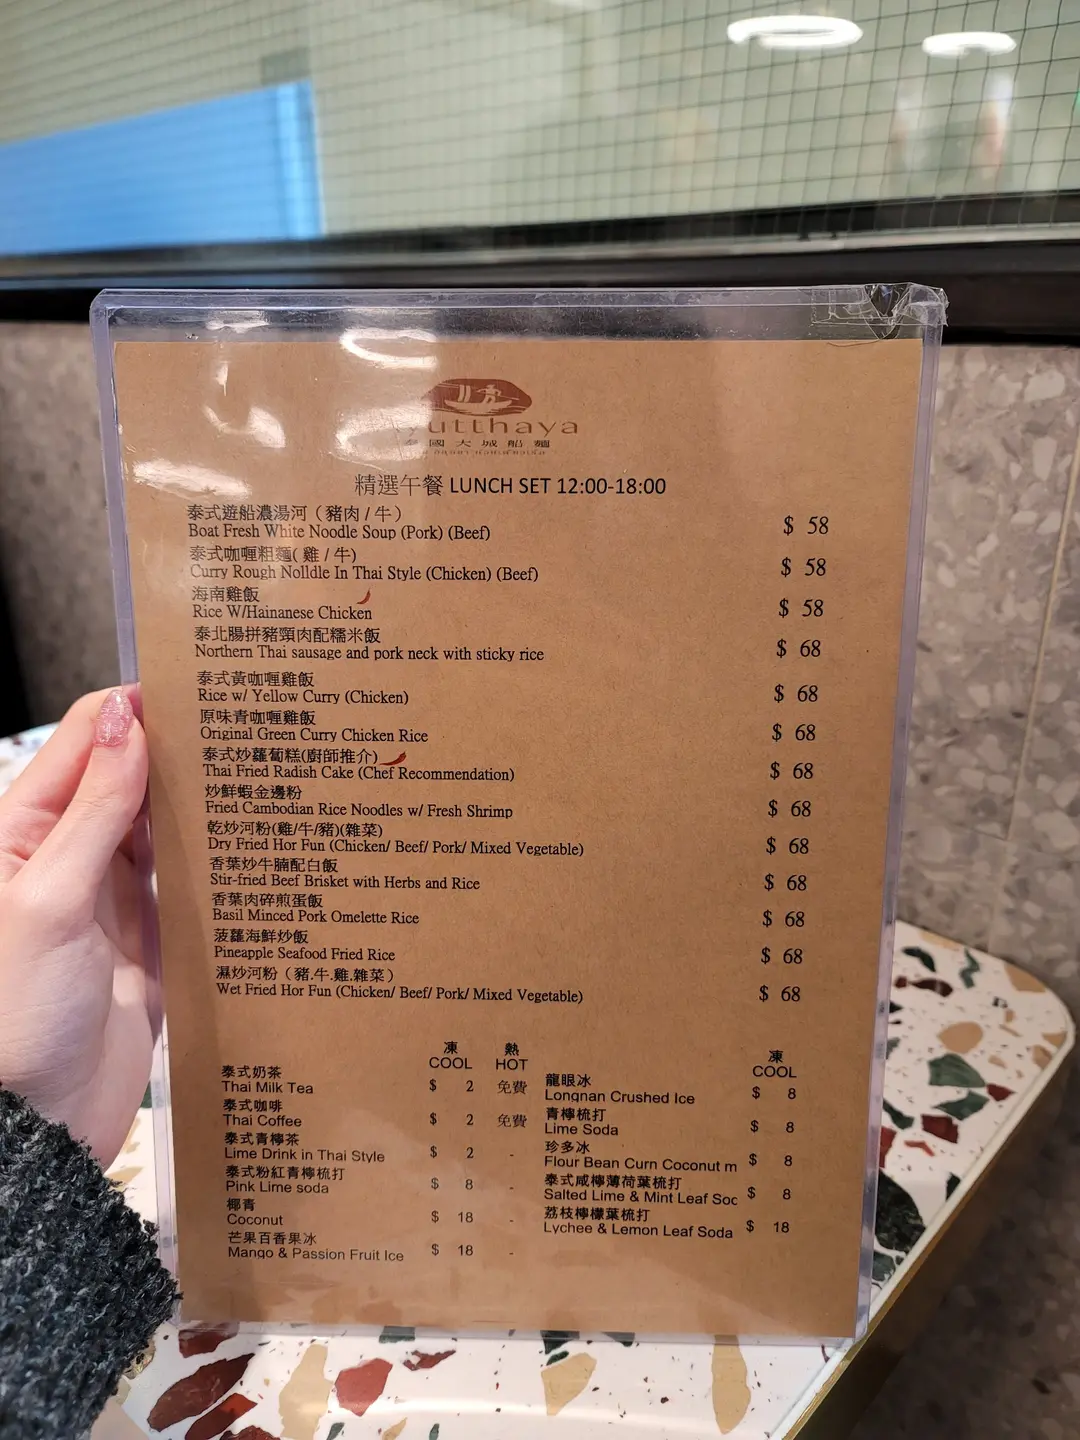 yutthaya
國大城船麵
精選午餐 LUNCH SET 12:00-18:00
泰式遊船濃湯河（豬肉 / 牛） $ 58
Boat Fresh White Noodle Soup (Pork) (Beef)
泰式咖喱粗麵( 雞 / 牛) $ 58
Curry Rough Nolldle In Thai Style (Chicken) (Beef)
海南雞飯 $ 58
Rice W/Hainanese Chicken
泰北腸拼豬頸肉配糯米飯 $ 68
Northern Thai sausage and pork neck with sticky rice
泰式黃咖喱雞飯 $ 68
Rice w/ Yellow Curry (Chicken)
原味青咖喱雞飯 $ 68
Original Green Curry Chicken Rice
泰式炒蘿蔔糕(廚師推介) $ 68
Thai Fried Radish Cake (Chef Recommendation)
炒鮮蝦金邊粉 $ 68
Fried Cambodian Rice Noodles w/ Fresh Shrimp
乾炒河粉(雞/牛/豬)(雜菜) $ 68
Dry Fried Hor Fun (Chicken/ Beef/ Pork/ Mixed Vegetable)
香葉炒牛腩配白飯 $ 68
Stir-fried Beef Brisket with Herbs and Rice
香葉肉碎煎蛋飯 $ 68
Basil Minced Pork Omelette Rice
菠蘿海鮮炒飯 $ 68
Pineapple Seafood Fried Rice
濕炒河粉（豬.牛.雞.雜菜） $ 68
Wet Fried Hor Fun (Chicken/ Beef/ Pork/ Mixed Vegetable)
凍 熱
COOL HOT
泰式奶茶
Thai Milk Tea $ 2 免費
泰式咖啡
Thai Coffee $ 2 免費
泰式青檸茶
Lime Drink in Thai Style $ 2 -
泰式粉紅青檸梳打
Pink Lime soda $ 8 -
椰青
Coconut $ 18 -
芒果百香果冰
Mango & Passion Fruit Ice $ 18 -
凍
COOL
龍眼冰
Longnan Crushed Ice $ 8
青檸梳打
Lime Soda $ 8
珍多冰
Flour Bean Curn Coconut m $ 8
泰式咸檸薄荷葉梳打
Salted Lime & Mint Leaf Soc $ 8
荔枝檸檬葉梳打
Lychee & Lemon Leaf Soda $ 18